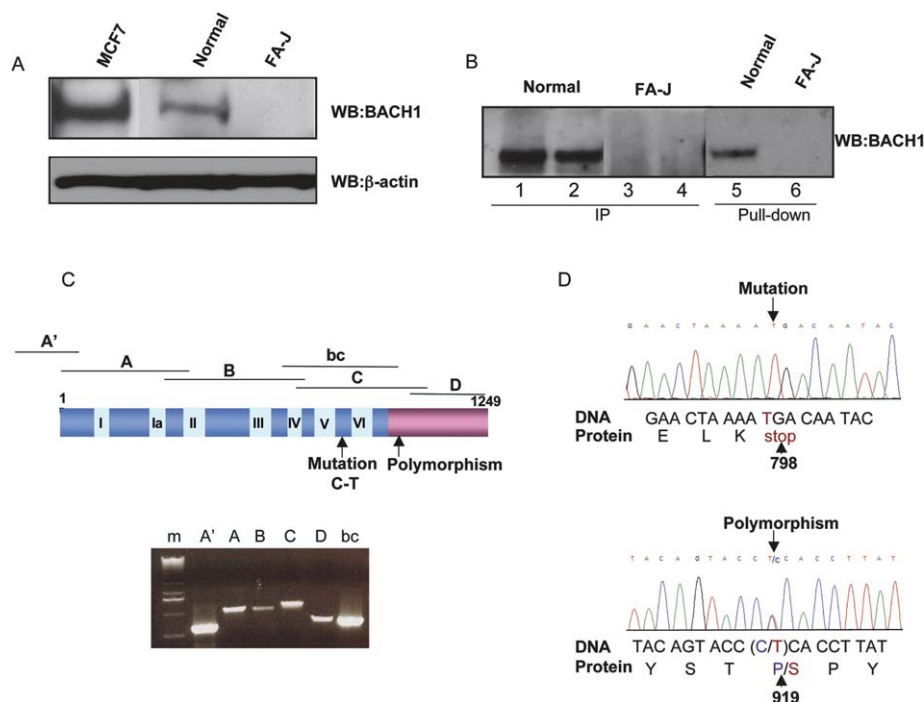 A
MCF7
Normal
FA-J
WB:BACH1
WB:β-actin
B
Normal
FA-J
Normal
FA-J
WB:BACH1
1 2 3 4 5 6
IP
Pull-down
C
A'
A
B
bc
C
D
1
1249
I Ia II III IV V VI
Mutation
C-T
Polymorphism
m A' A B C D bc
D
Mutation
G A A C T A A A A T G A C A A T A C
DNA GAA CTA AAA TGA CAA TAC
Protein E L K stop
798
Polymorphism
T A C A G T A C C T/C C A C C T T A T
DNA TAC AGT ACC (C/T)CA CCT TAT
Protein Y S T P/S P Y
919